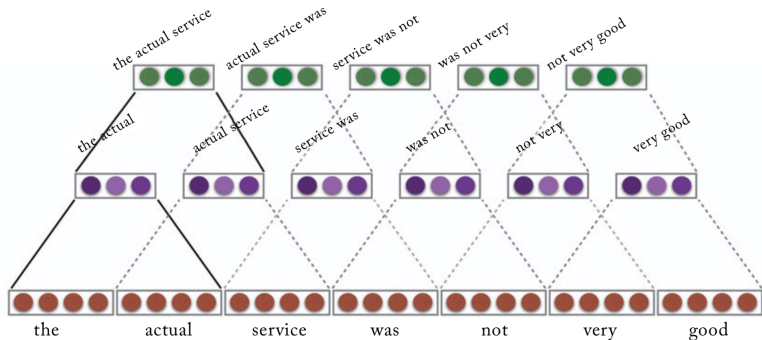 the actual service
actual service was
service was not
was not very
not very good
the actual
actual service
service was
was not
not very
very good
the actual service was not very good